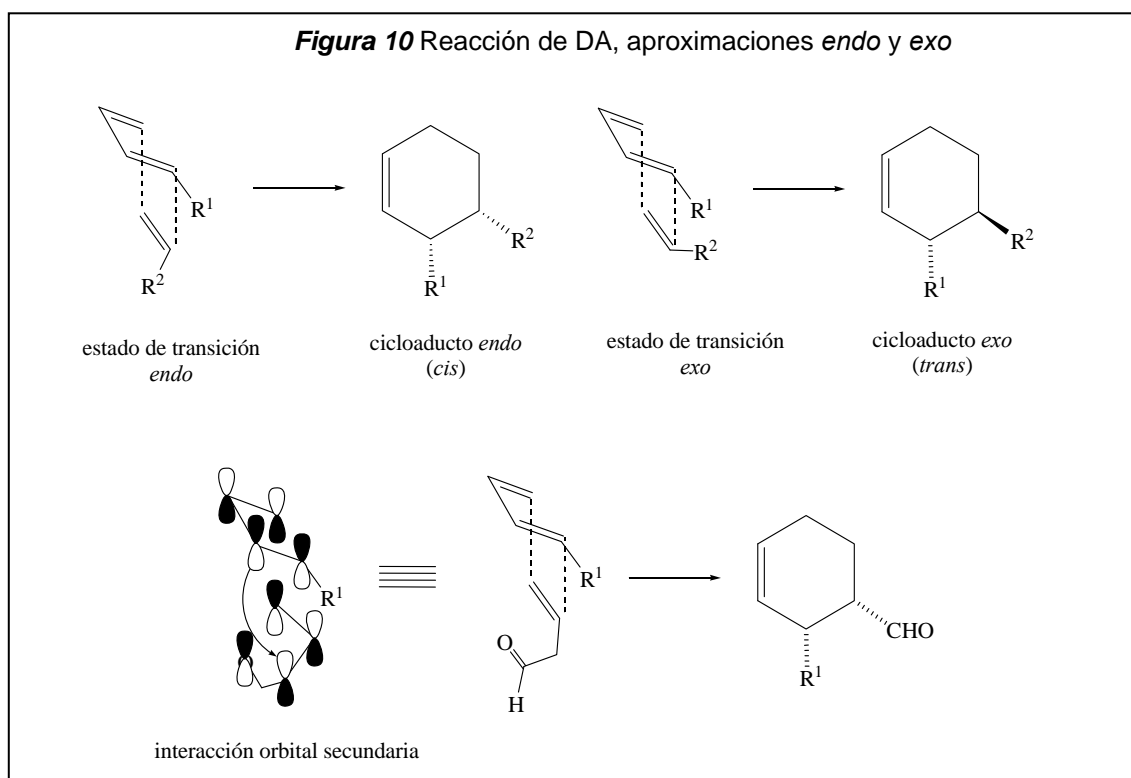 Figura 10 Reacción de DA, aproximaciones endo y exo
R¹
R²
R²
R¹
R¹
R²
R²
R¹
estado de transición
endo
cicloaducto endo
(cis)
estado de transición
exo
cicloaducto exo
(trans)
R¹
R¹
O
H
CHO
R¹
interacción orbital secundaria